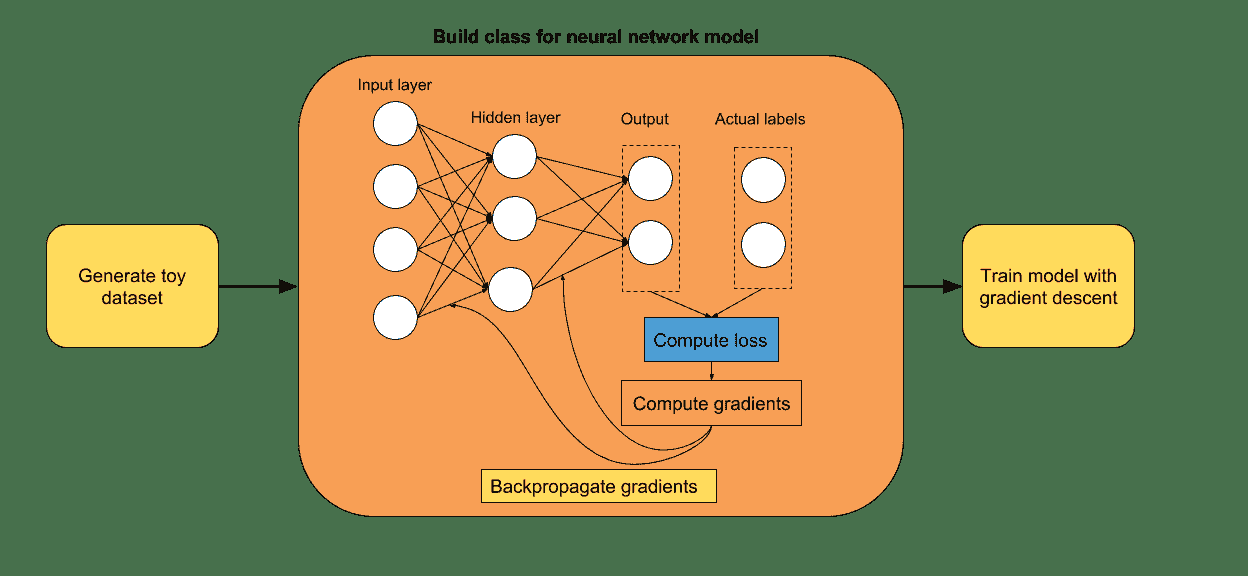 Build class for neural network model
Input layer
Hidden layer
Output
Actual labels
Generate toy
dataset
Train model with
gradient descent
Compute loss
Compute gradients
Backpropagate gradients